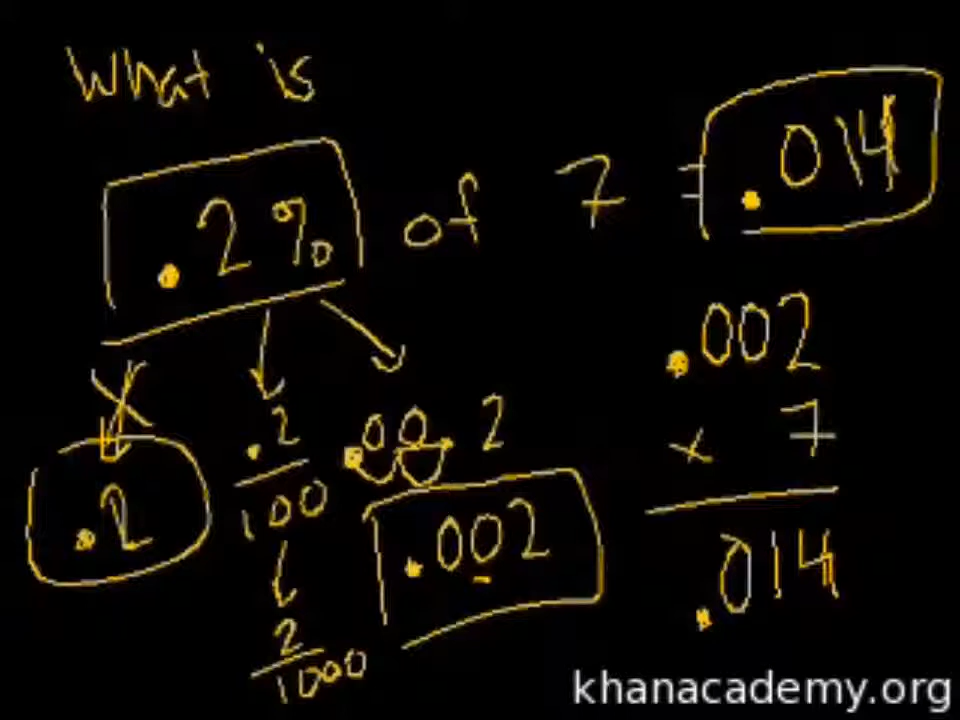 What is
.2% of 7 = .014
.2
.2
100
2
1000
.00.2
.002
.002
x 7
.014
khanacademy.org